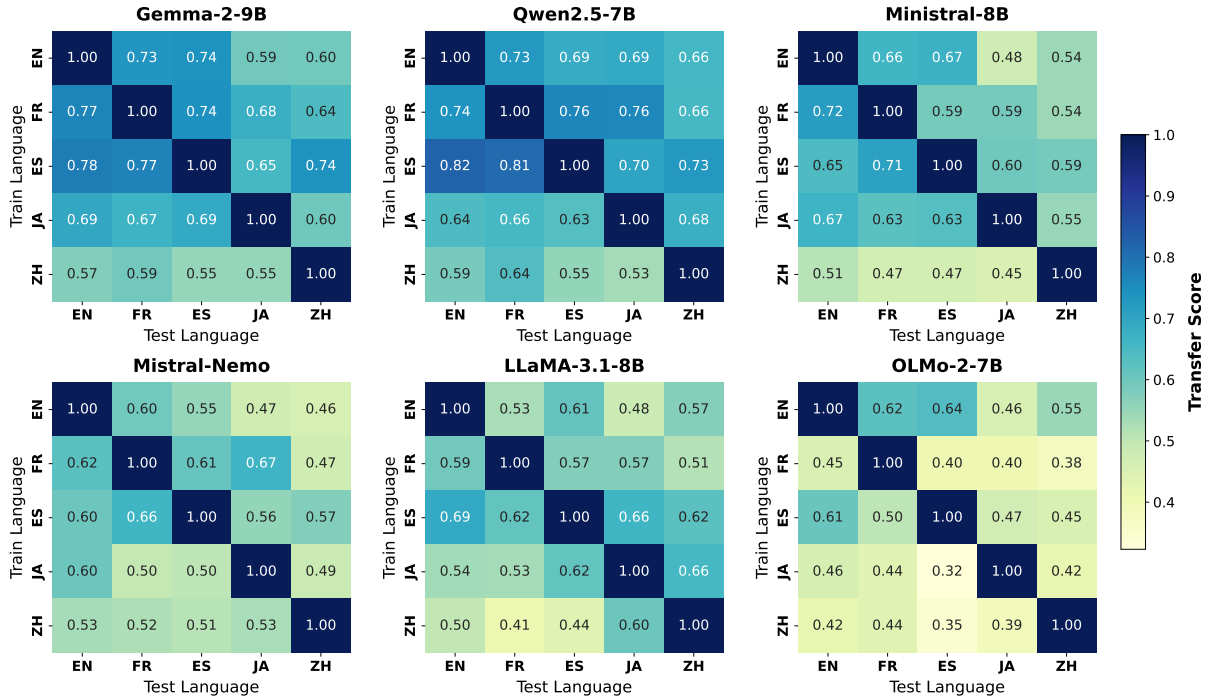 Gemma-2-9B Qwen2.5-7B Ministral-8B
Train Language
EN 1.00 0.73 0.74 0.59 0.60
FR 0.77 1.00 0.74 0.68 0.64
ES 0.78 0.77 1.00 0.65 0.74
JA 0.69 0.67 0.69 1.00 0.60
ZH 0.57 0.59 0.55 0.55 1.00
EN FR ES JA ZH
Test Language
Train Language
EN 1.00 0.73 0.69 0.69 0.66
FR 0.74 1.00 0.76 0.76 0.66
ES 0.82 0.81 1.00 0.70 0.73
JA 0.64 0.66 0.63 1.00 0.68
ZH 0.59 0.64 0.55 0.53 1.00
EN FR ES JA ZH
Test Language
Train Language
EN 1.00 0.66 0.67 0.48 0.54
FR 0.72 1.00 0.59 0.59 0.54
ES 0.65 0.71 1.00 0.60 0.59
JA 0.67 0.63 0.63 1.00 0.55
ZH 0.51 0.47 0.47 0.45 1.00
EN FR ES JA ZH
Test Language
Mistral-Nemo LLaMA-3.1-8B OLMo-2-7B
Train Language
EN 1.00 0.60 0.55 0.47 0.46
FR 0.62 1.00 0.61 0.67 0.47
ES 0.60 0.66 1.00 0.56 0.57
JA 0.60 0.50 0.50 1.00 0.49
ZH 0.53 0.52 0.51 0.53 1.00
EN FR ES JA ZH
Test Language
Train Language
EN 1.00 0.53 0.61 0.48 0.57
FR 0.59 1.00 0.57 0.57 0.51
ES 0.69 0.62 1.00 0.66 0.62
JA 0.54 0.53 0.62 1.00 0.66
ZH 0.50 0.41 0.44 0.60 1.00
EN FR ES JA ZH
Test Language
Train Language
EN 1.00 0.62 0.64 0.46 0.55
FR 0.45 1.00 0.40 0.40 0.38
ES 0.61 0.50 1.00 0.47 0.45
JA 0.46 0.44 0.32 1.00 0.42
ZH 0.42 0.44 0.35 0.39 1.00
EN FR ES JA ZH
Test Language
1.0
0.9
0.8
0.7
0.6
0.5
0.4
Transfer Score